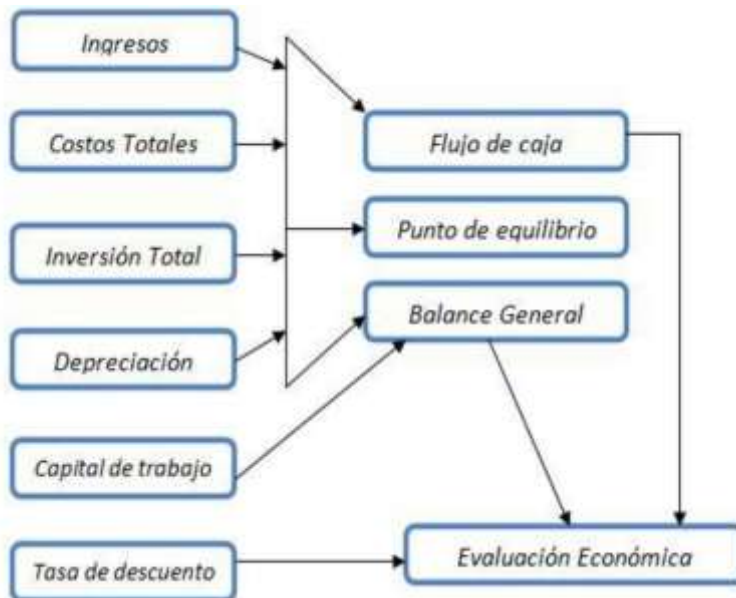 Ingresos
Costos Totales
Inversión Total
Depreciación
Capital de trabajo
Tasa de descuento
Flujo de caja
Punto de equilibrio
Balance General
Evaluación Económica